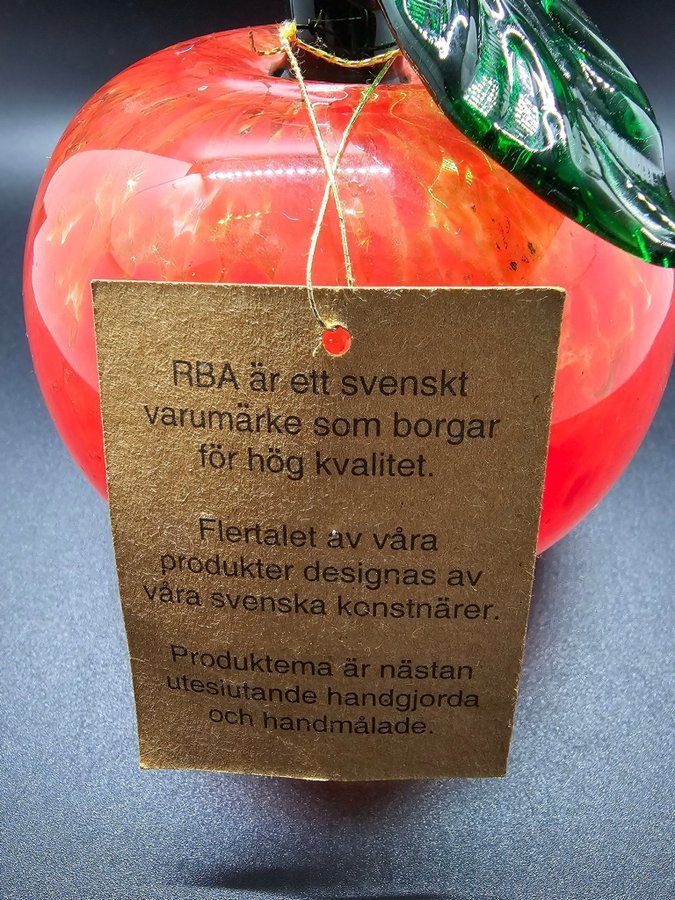 RBA är ett svenskt
varumärke som borgar
för hög kvalitet.
Flertalet av våra
produkter designas av
våra svenska konstnärer.
Produkterna är nästan
uteslutande handgjorda
och handmålade.